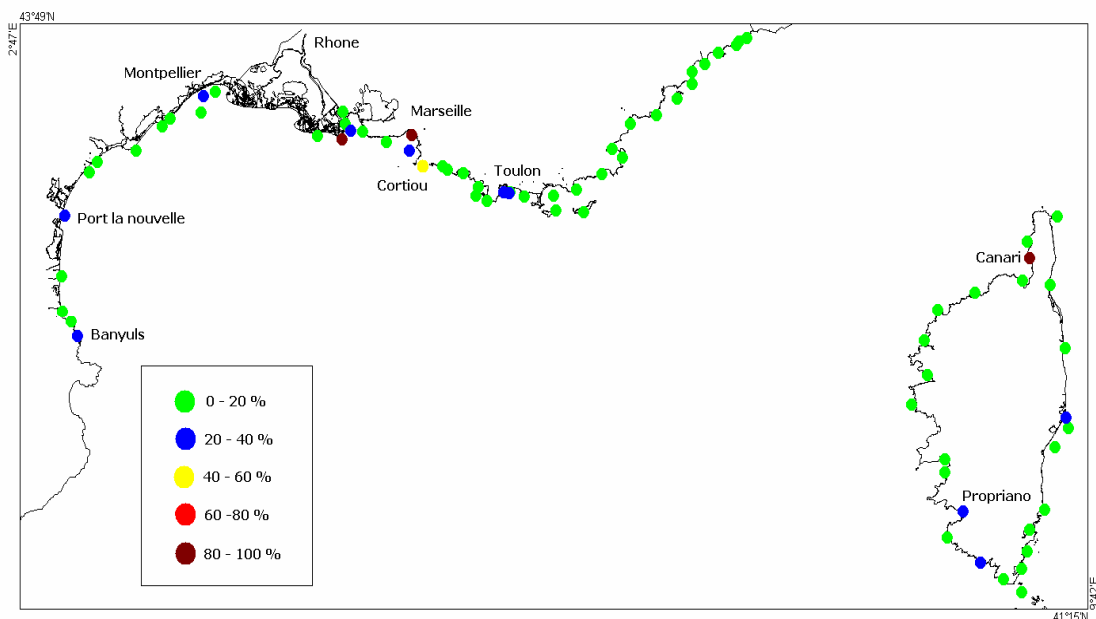 43°49'N
2°47'E
Rhone
Montpellier
Marseille
Cortiou
Toulon
Port la nouvelle
Banyuls
Canari
Propriano
0 - 20 %
20 - 40 %
40 - 60 %
60 -80 %
80 - 100 %
9°42'E
41°15'N